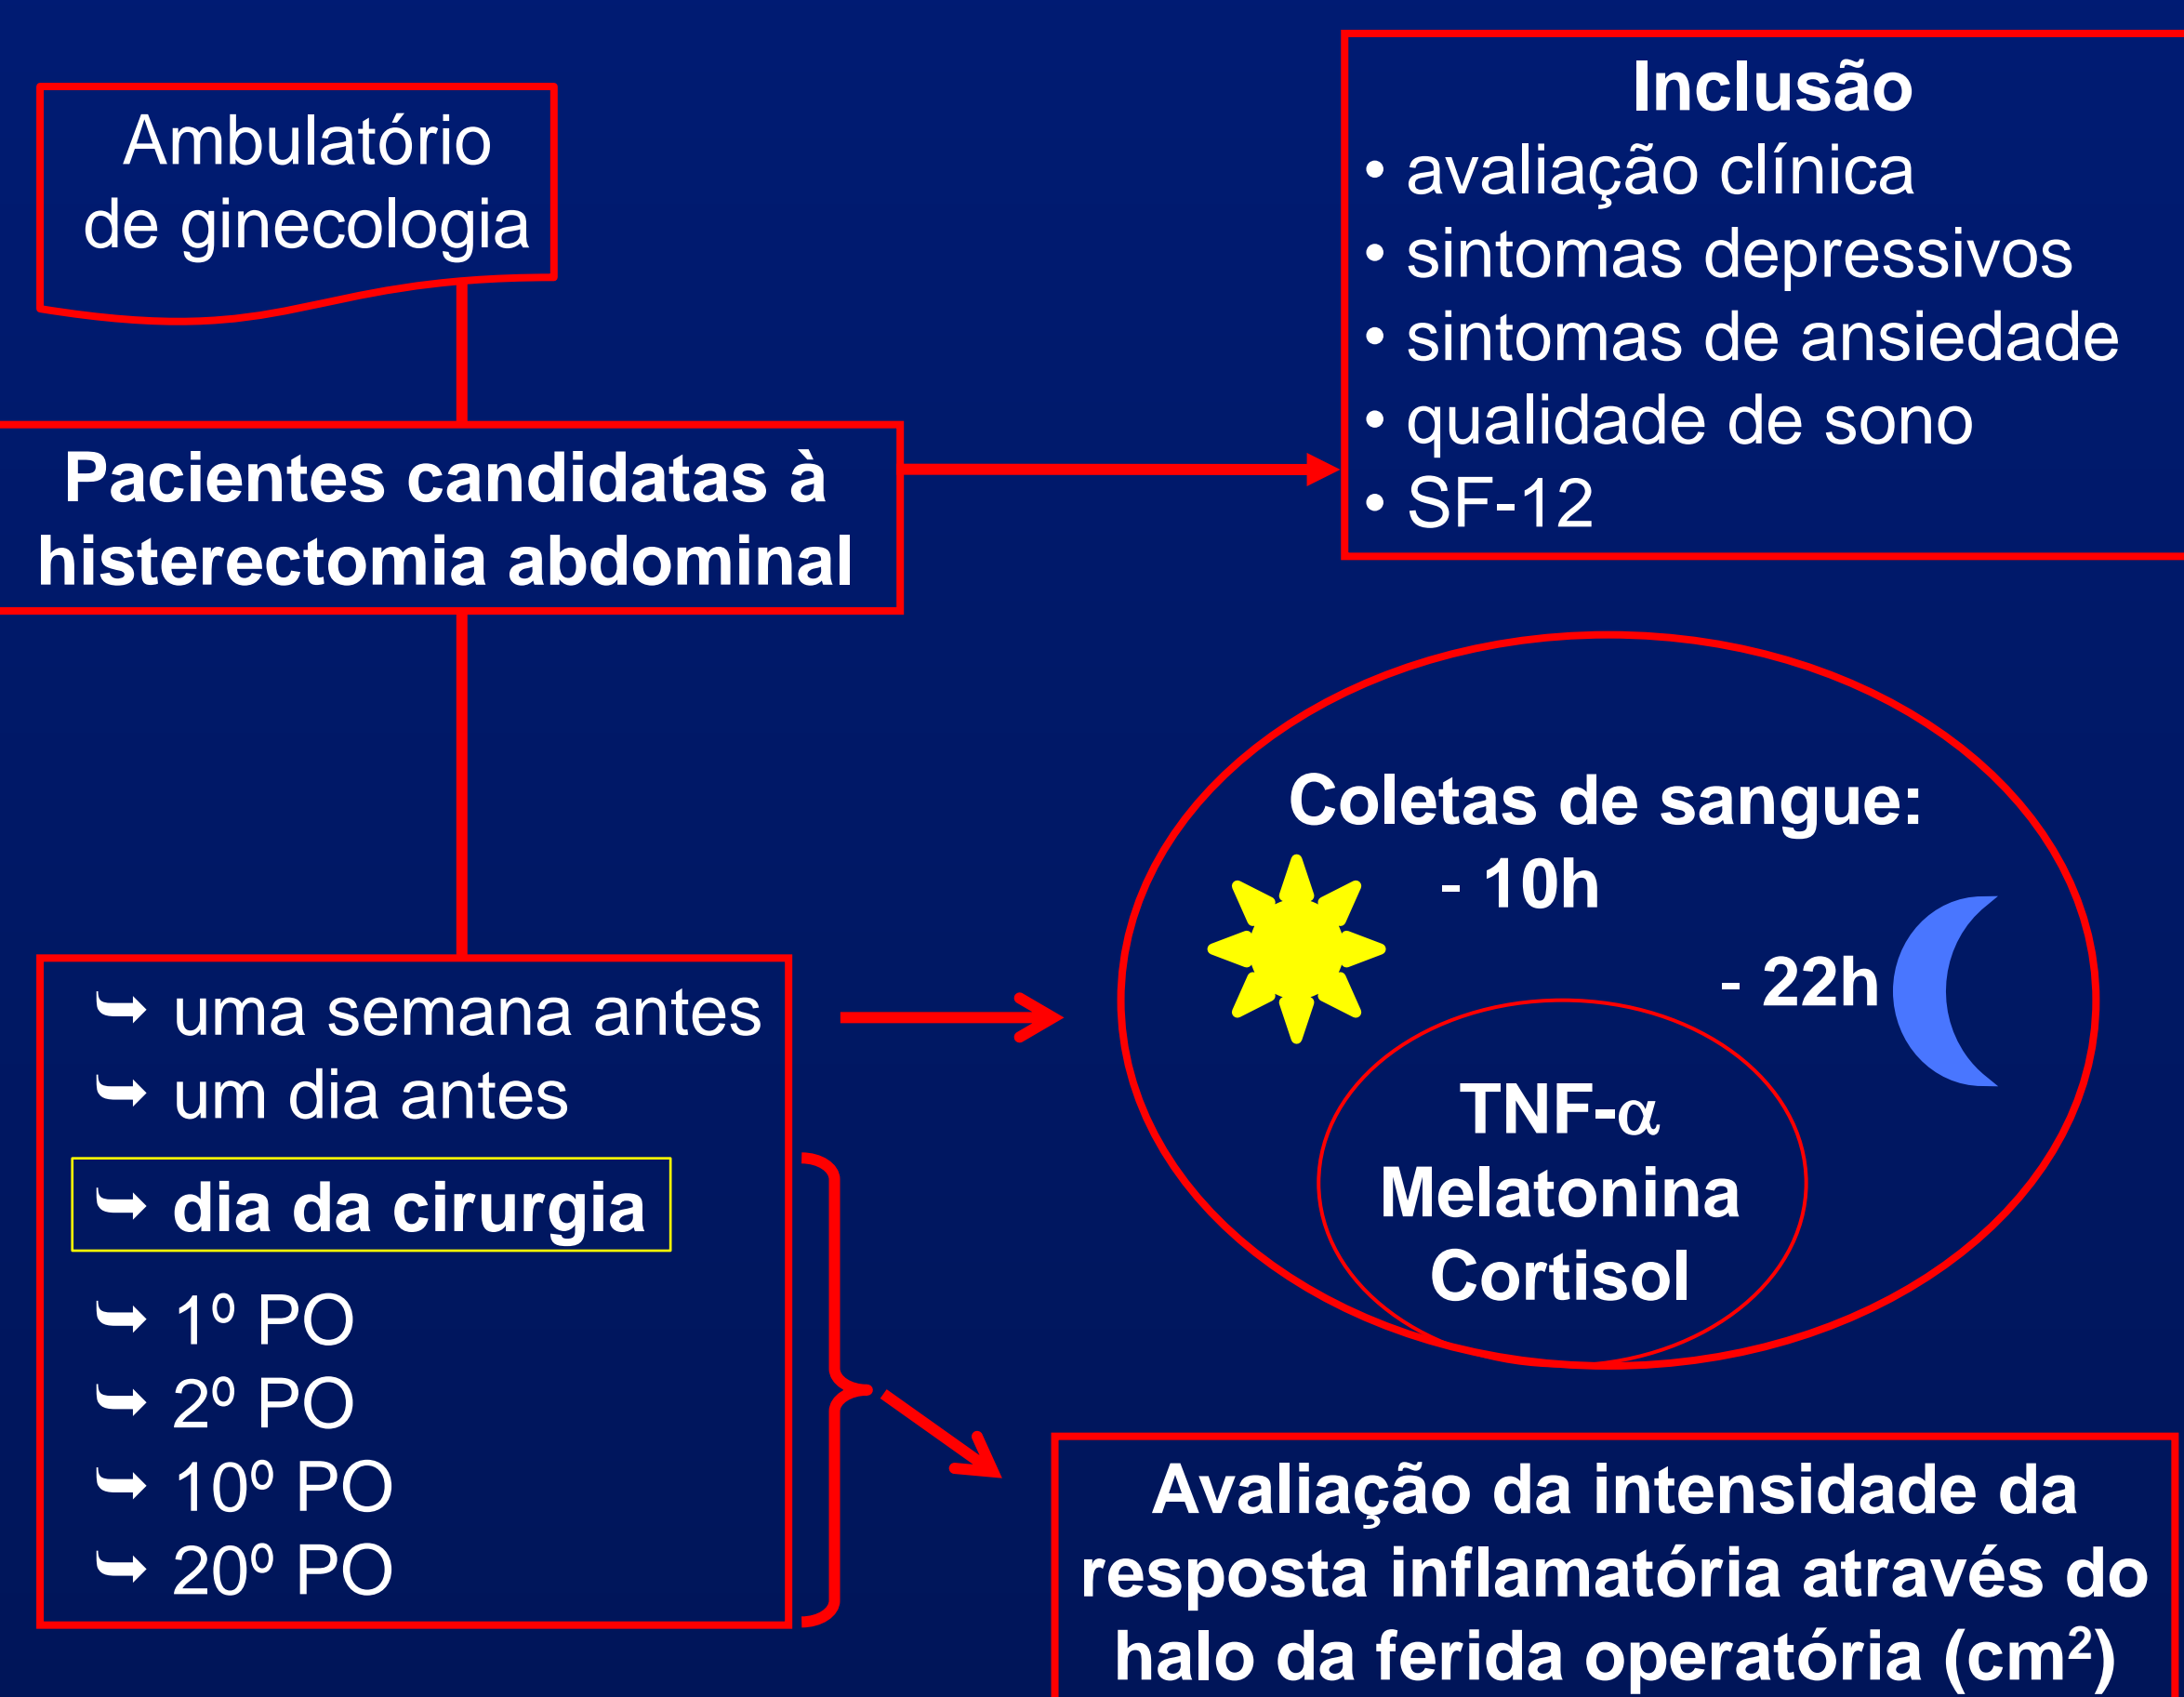 Ambulatório
de ginecologia
Pacientes candidatas à
histerectomia abdominal
Inclusão
• avaliação clínica
• sintomas depressivos
• sintomas de ansiedade
• qualidade de sono
• SF-12
uma semana antes
um dia antes
dia da cirurgia
1º PO
2º PO
10º PO
20º PO
Coletas de sangue:
- 10h
- 22h
TNF-α
Melatonina
Cortisol
Avaliação da intensidade da
resposta inflamatória através do
halo da ferida operatória (cm²)